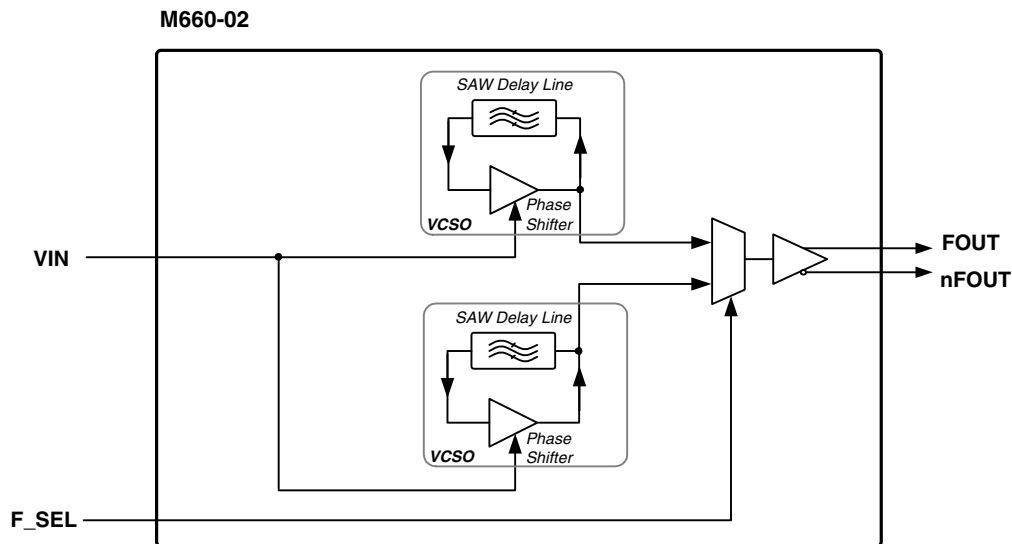 M660-02
SAW Delay Line
Phase
Shifter
VCSO
VIN
FOUT
nFOUT
SAW Delay Line
Phase
Shifter
VCSO
F_SEL